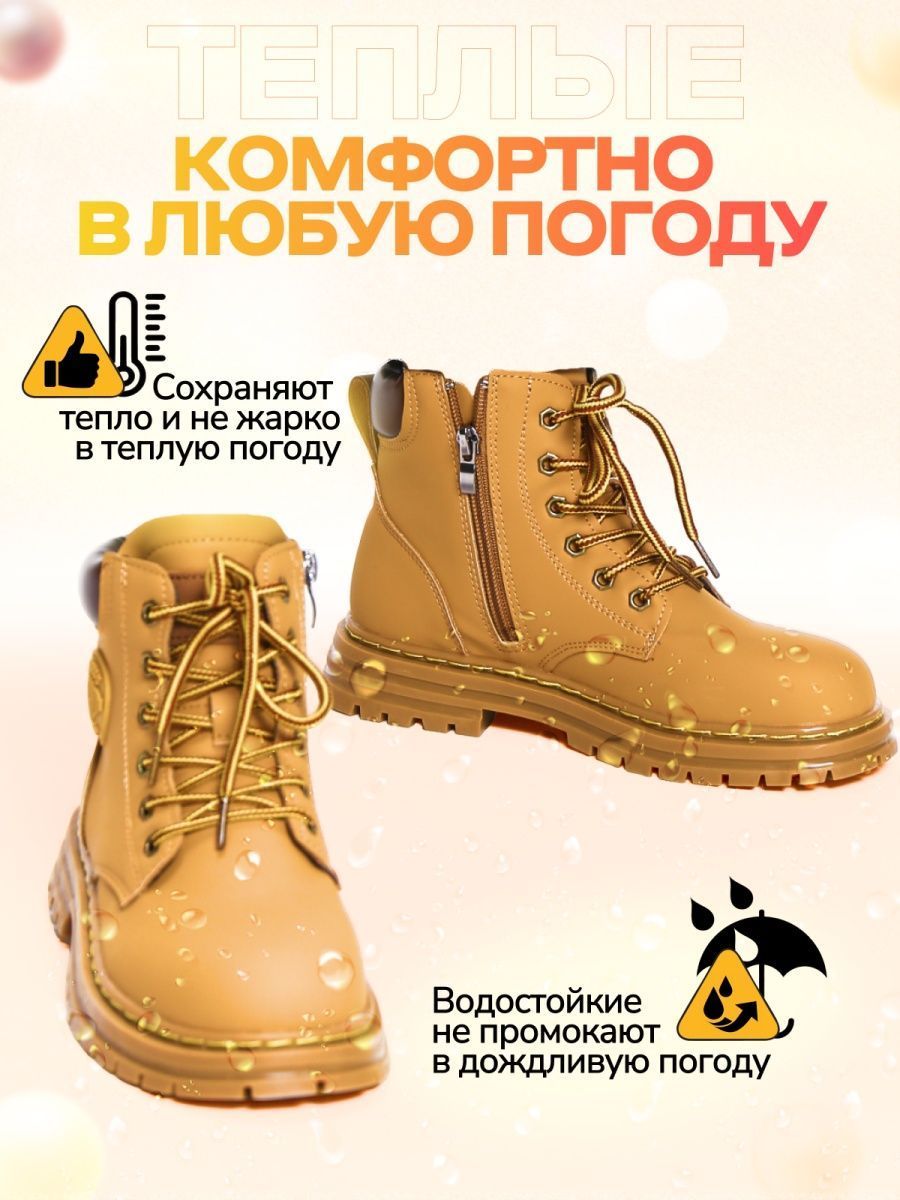 ТЕПЛЫЕ
КОМФОРТНО
В ЛЮБУЮ ПОГОДУ
Сохраняют
тепло и не жарко
в теплую погоду
Водостойкие
не промокают
в дождливую погоду